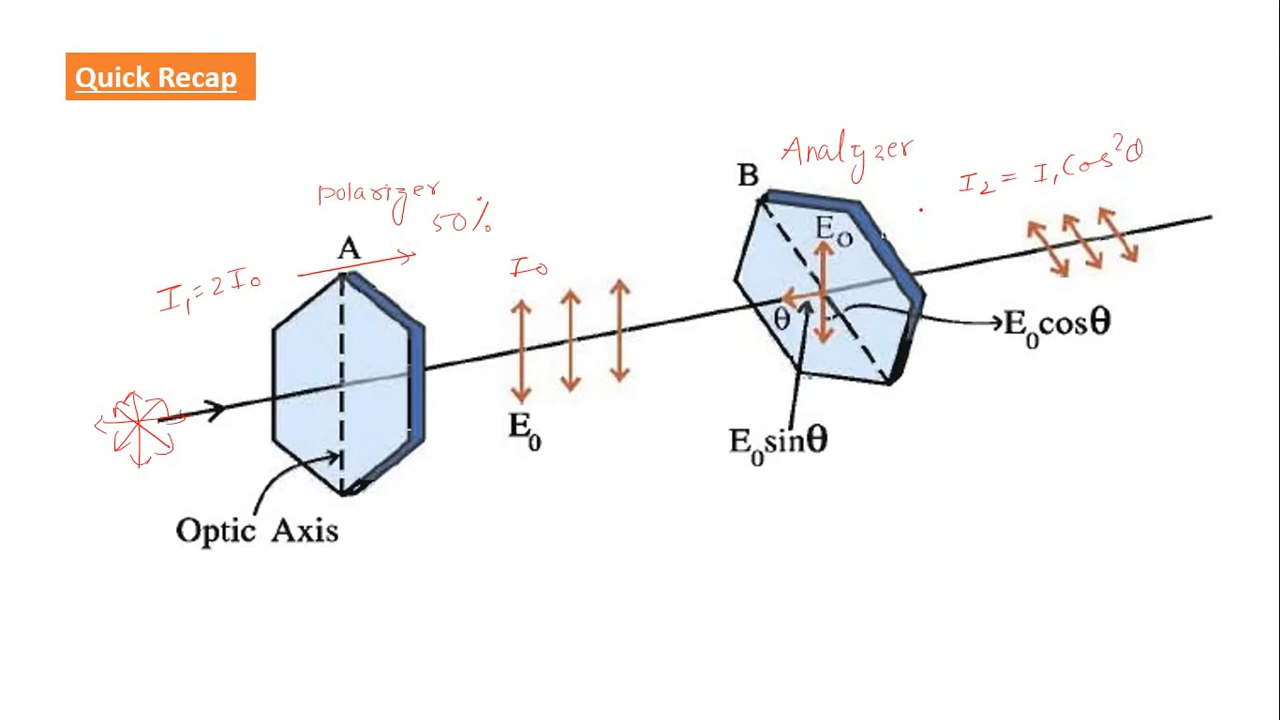 Quick Recap
Polarizer
50%
A
I₁=2I₀
I₀
E₀
Optic Axis
Analyzer
B
I₂ = I₁Cos²θ
E₀
θ
E₀cosθ
E₀sinθ